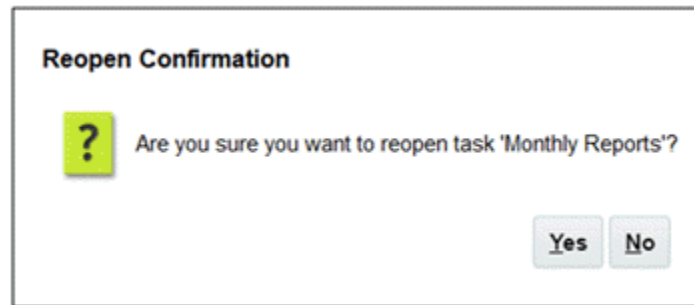 Reopen Confirmation
?
Are you sure you want to reopen task 'Monthly Reports'?
Yes No